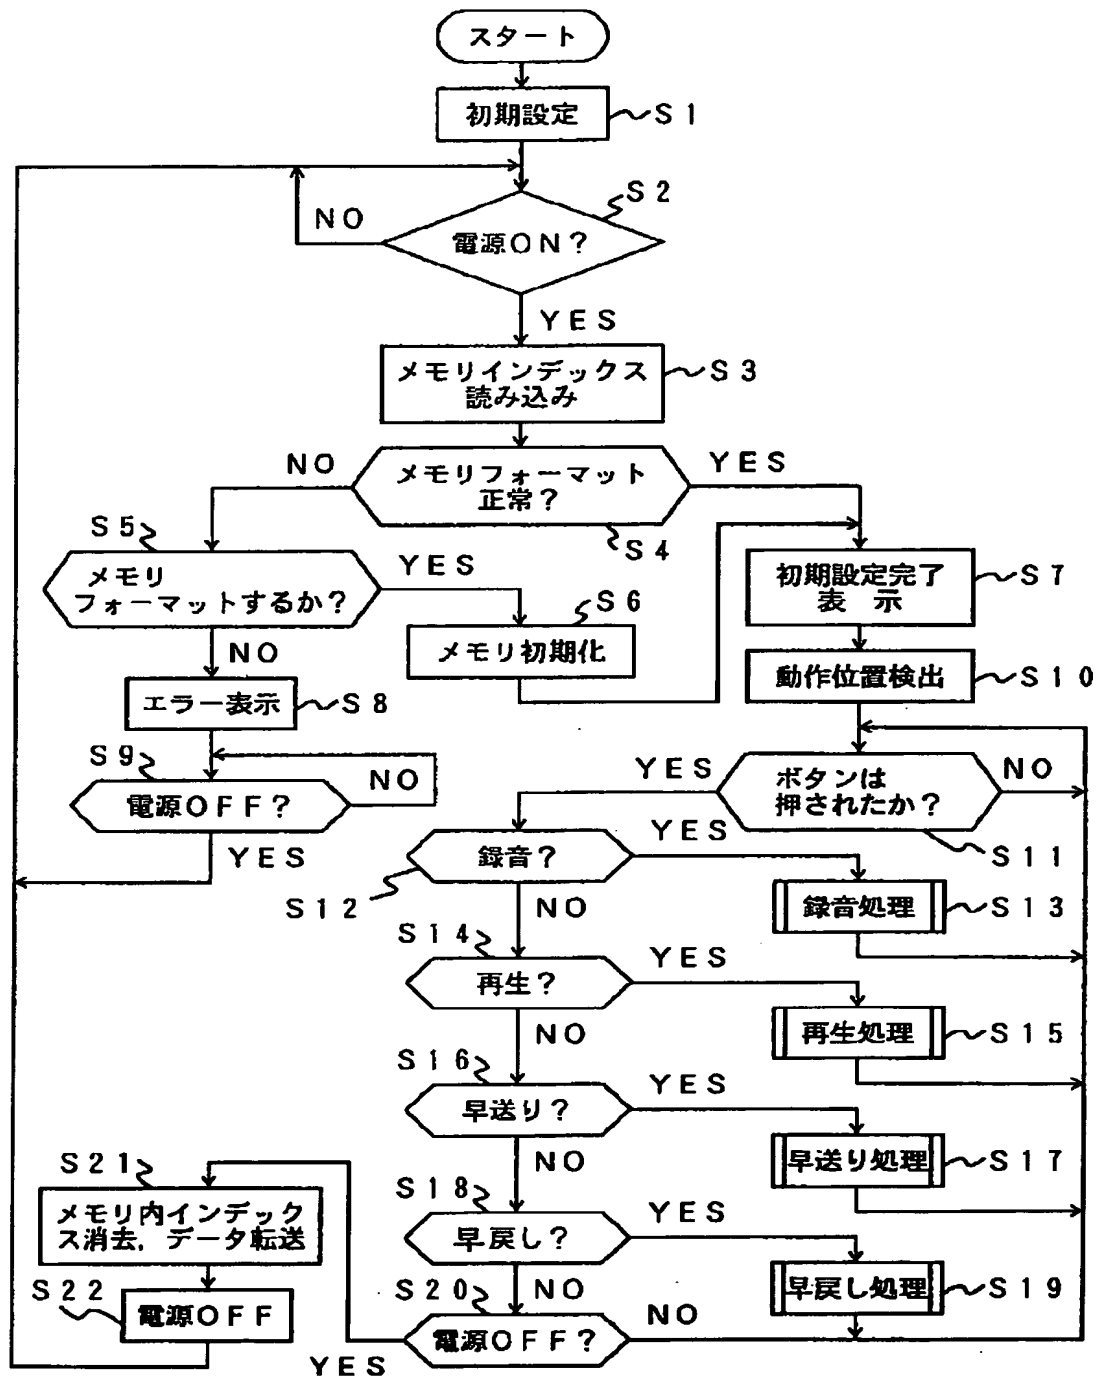 スタート
初期設定
S1
S2
NO
電源ON?
YES
メモリインデックス
読み込み
S3
NO
メモリフォーマット
正常?
YES
S4
S5
メモリ
フォーマットするか?
YES
S6
メモリ初期化
初期設定完了
表 示
S7
NO
動作位置検出
S10
エラー表示
S8
S9
NO
電源OFF?
YES
YES
ボタンは
押されたか?
NO
S11
YES
録音?
S12
NO
録音処理
S13
S14
YES
再生?
NO
再生処理
S15
S16
YES
早送り?
NO
早送り処理
S17
S18
YES
早戻し?
NO
早戻し処理
S19
S20
電源OFF?
NO
YES
S21
メモリ内インデック
ス消去,データ転送
S22
電源OFF